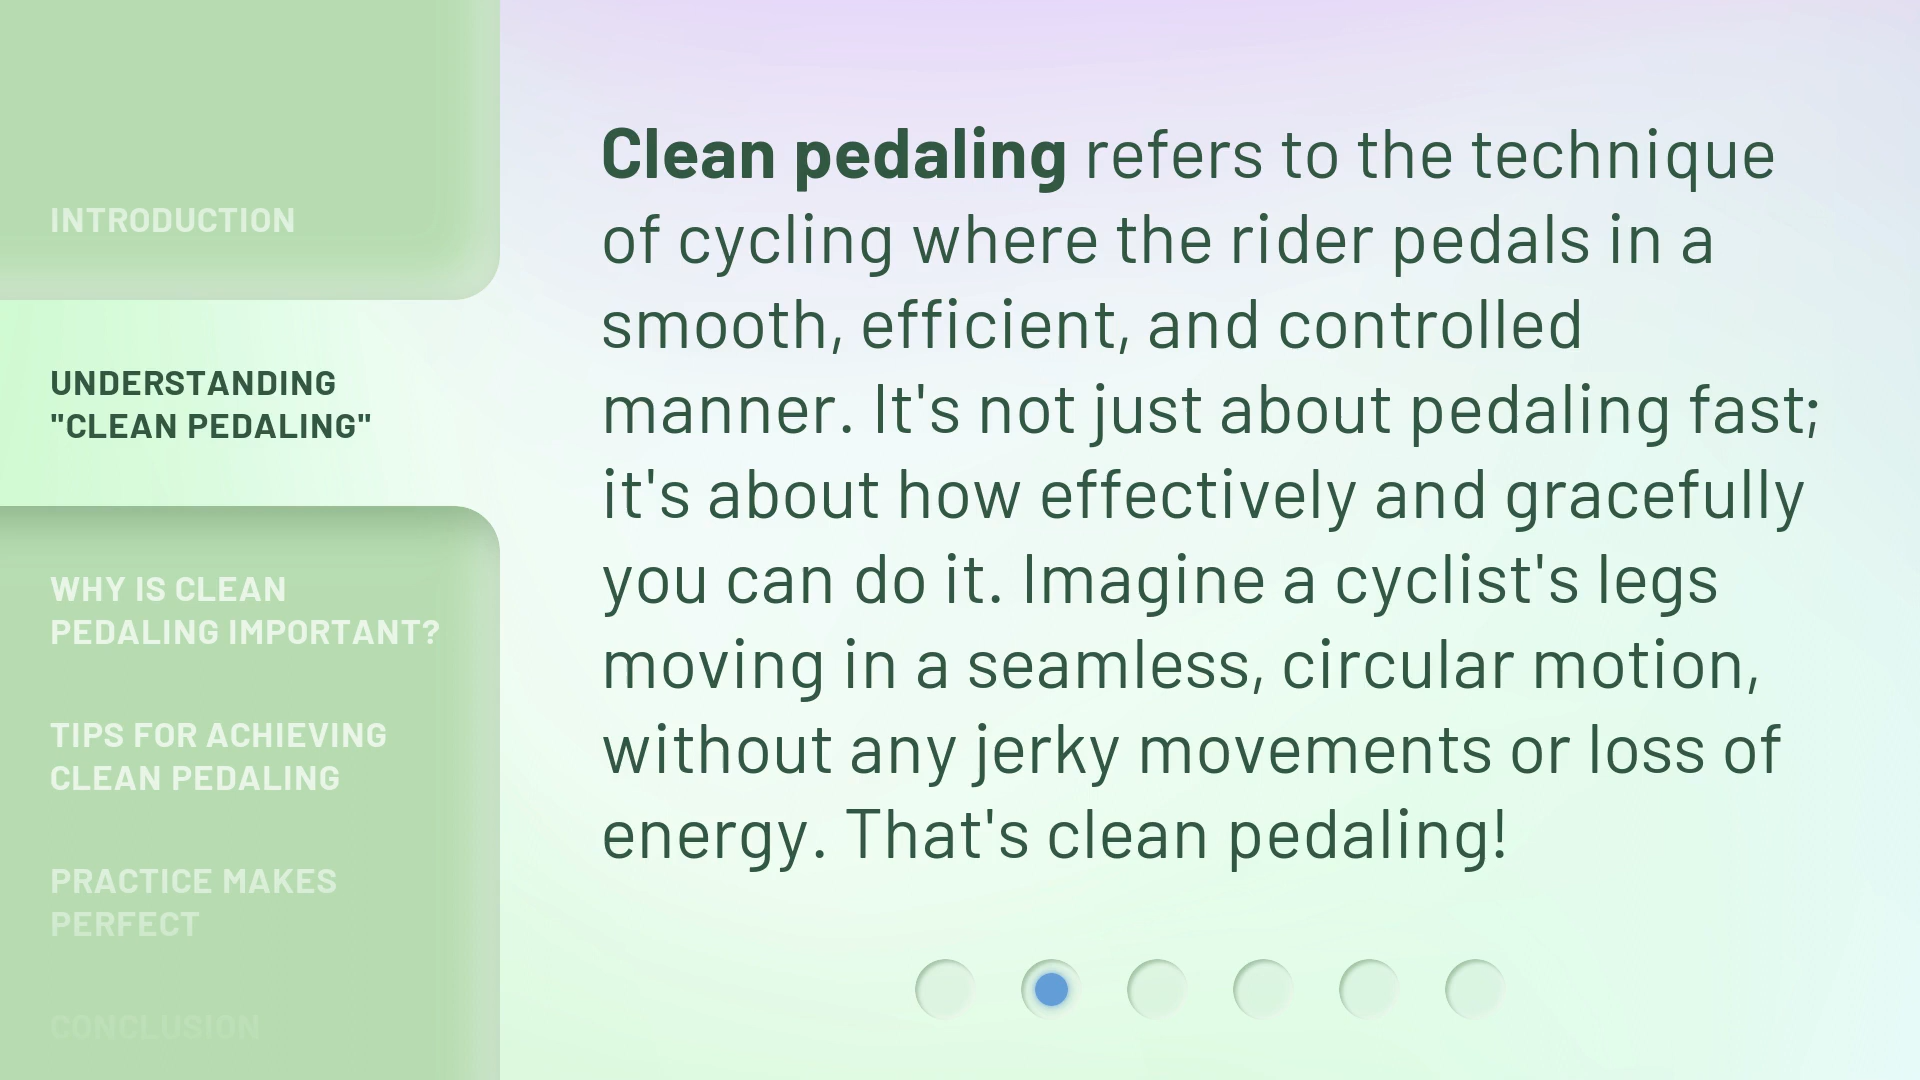 INTRODUCTION
UNDERSTANDING
"CLEAN PEDALING"
WHY IS CLEAN
PEDALING IMPORTANT?
TIPS FOR ACHIEVING
CLEAN PEDALING
PRACTICE MAKES
PERFECT
CONCLUSION
Clean pedaling refers to the technique
of cycling where the rider pedals in a
smooth, efficient, and controlled
manner. It's not just about pedaling fast;
it's about how effectively and gracefully
you can do it. Imagine a cyclist's legs
moving in a seamless, circular motion,
without any jerky movements or loss of
energy. That's clean pedaling!